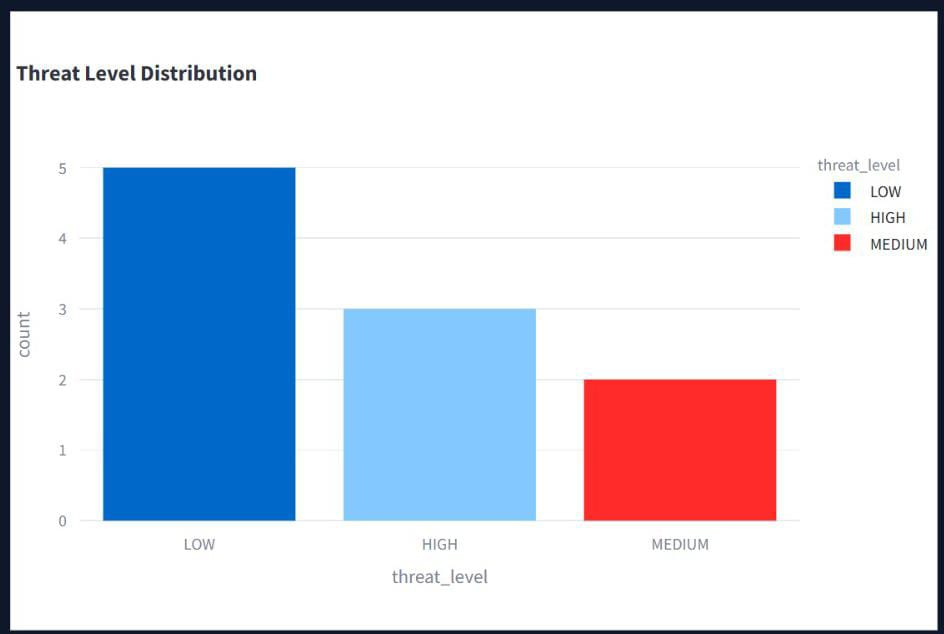 Threat Level Distribution
threat_level
LOW
HIGH
MEDIUM
5
4
3
2
1
0
count
LOW
HIGH
MEDIUM
threat_level